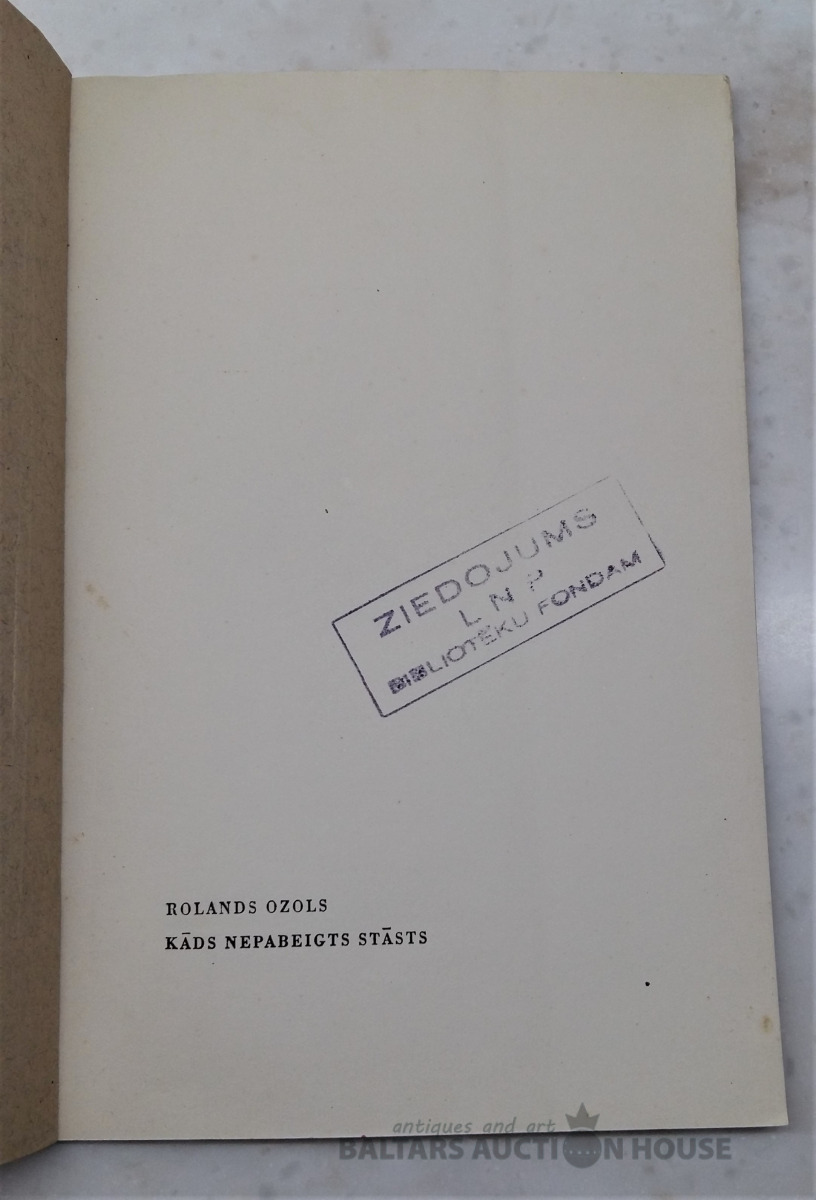 ZIEDOJUMS
L N P
BIBLIOTĒKU FONDAM
ROLANDS OZOLS
KĀDS NEPABEIGTS STĀSTS
antiques and art
BALTARS AUCTION HOUSE